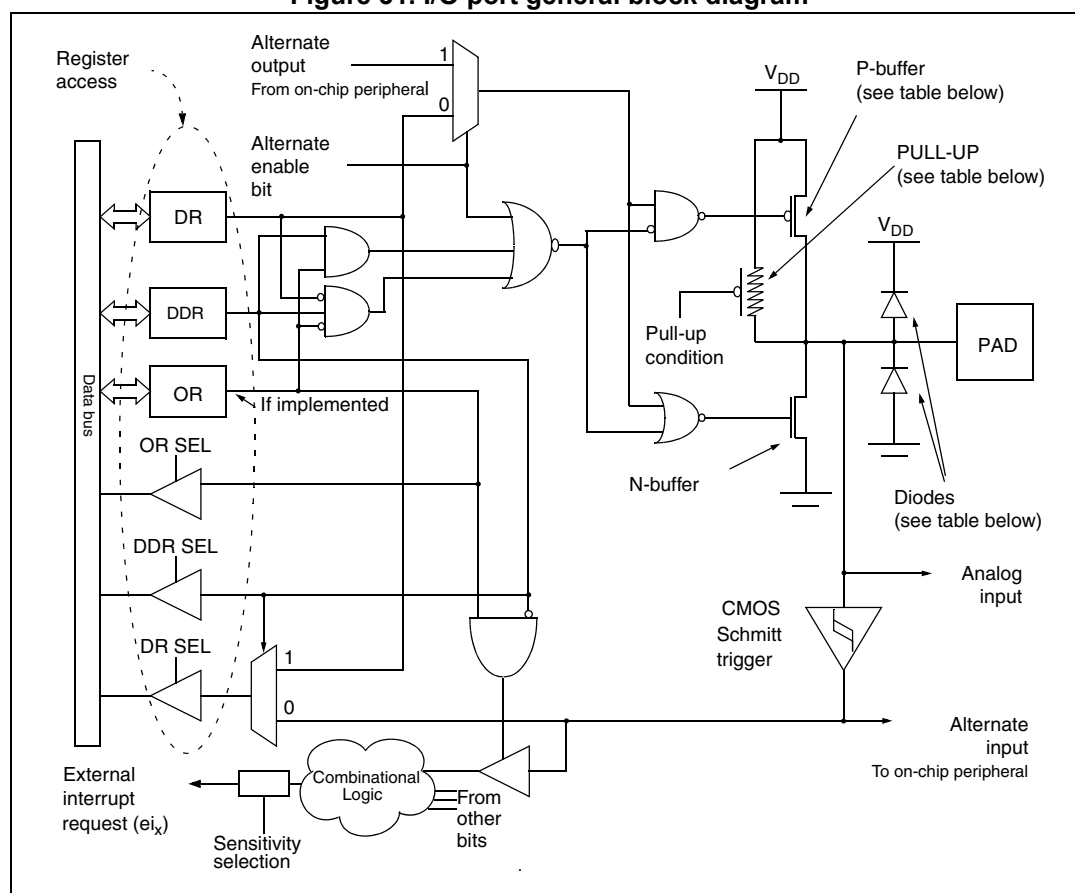 Figure 31. I/O port general block diagram
Alternate
output
From on-chip peripheral
1
0
Register
access
Alternate
enable
bit
VDD
P-buffer
(see table below)
PULL-UP
(see table below)
VDD
DR
DDR
OR
If implemented
Data bus
Pull-up
condition
PAD
N-buffer
Diodes
(see table below)
OR SEL
DDR SEL
DR SEL
1
0
Analog
input
CMOS
Schmitt
trigger
Alternate
input
To on-chip peripheral
External
interrupt
request (eix)
Combinational
Logic
From
other
bits
Sensitivity
selection